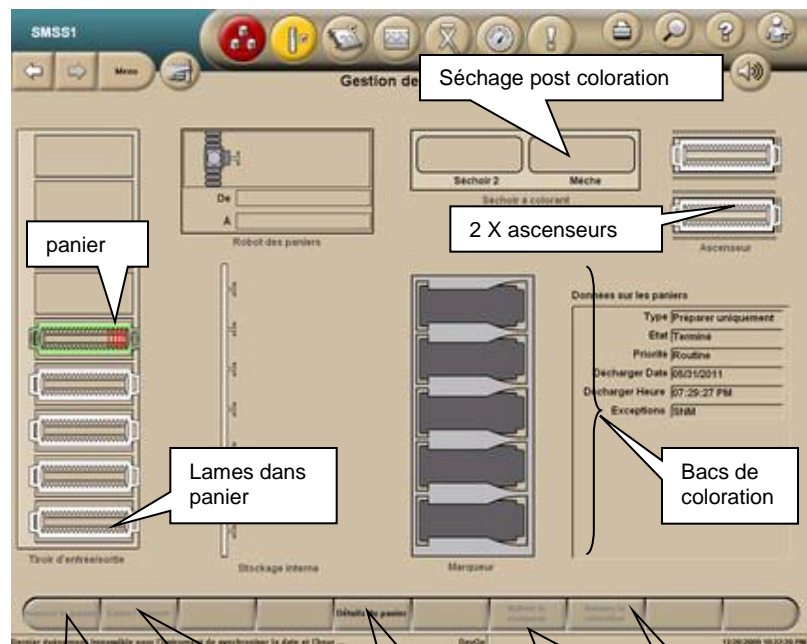 SMSS1
Menu
Gestion de
Séchage post coloration
Séchoir 2
Mèche
Séchoir à colorant
De
A
Robot des paniers
2 X ascenseurs
Ascenseur
panier
Données sur les paniers
Type Préparer uniquement
Etat Terminé
Priorité Routine
Décharger Date 05/31/2011
Décharger Heure 07:29:27 PM
Exceptions SNM
Lames dans
panier
Bacs de
coloration
Tiroir d'entrée/sortie
Stockage interne
Marqueur
Détails du panier